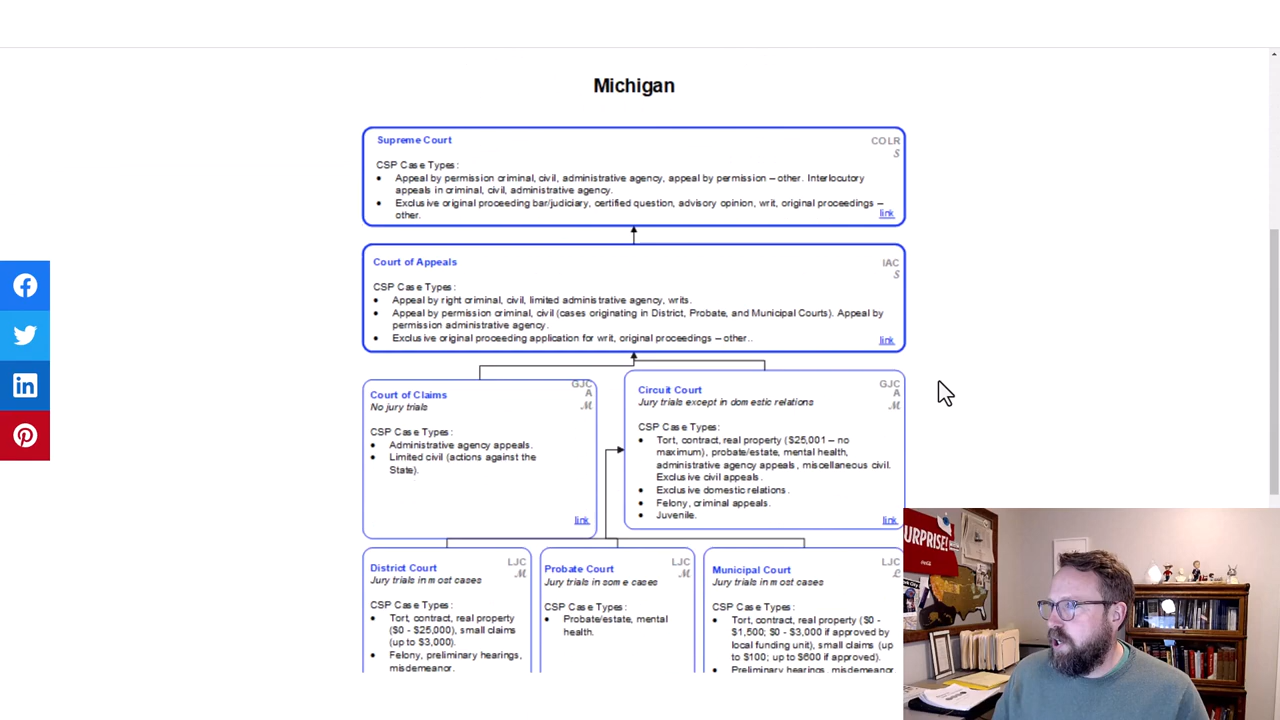 Michigan
Supreme Court
COLR
S
CSP Case Types:
• Appeal by permission criminal, civil, administrative agency, appeal by permission – other. Interlocutory
appeals in criminal, civil, administrative agency.
• Exclusive original proceeding bar/judiciary, certified question, advisory opinion, writ, original proceedings –
other.
link
Court of Appeals
IAC
S
CSP Case Types:
• Appeal by right criminal, civil, limited administrative agency, writs.
• Appeal by permission criminal, civil (cases originating in District, Probate, and Municipal Courts). Appeal by
permission administrative agency.
• Exclusive original proceeding application for writ, original proceedings – other..
link
Court of Claims
GJC
A
M
No jury trials
CSP Case Types:
• Administrative agency appeals.
• Limited civil (actions against the
State).
link
Circuit Court
GJC
A
M
Jury trials except in domestic relations
CSP Case Types:
• Tort, contract, real property ($25,001 – no
maximum), probate/estate, mental health,
administrative agency appeals, miscellaneous civil.
Exclusive civil appeals.
• Exclusive domestic relations.
• Felony, criminal appeals.
• Juvenile.
link
District Court
LJC
M
Jury trials in most cases
CSP Case Types:
• Tort, contract, real property
($0 - $25,000), small claims
(up to $3,000).
• Felony, preliminary hearings,
misdemeanor.
Probate Court
LJC
M
Jury trials in some cases
CSP Case Types:
• Probate/estate, mental
health.
Municipal Court
LJC
L
Jury trials in most cases
CSP Case Types:
• Tort, contract, real property ($0 -
$1,500; $0 - $3,000 if approved by
local funding unit), small claims (up
to $100; up to $600 if approved).
• Preliminary hearings, misdemeanor.
SURPRISE!